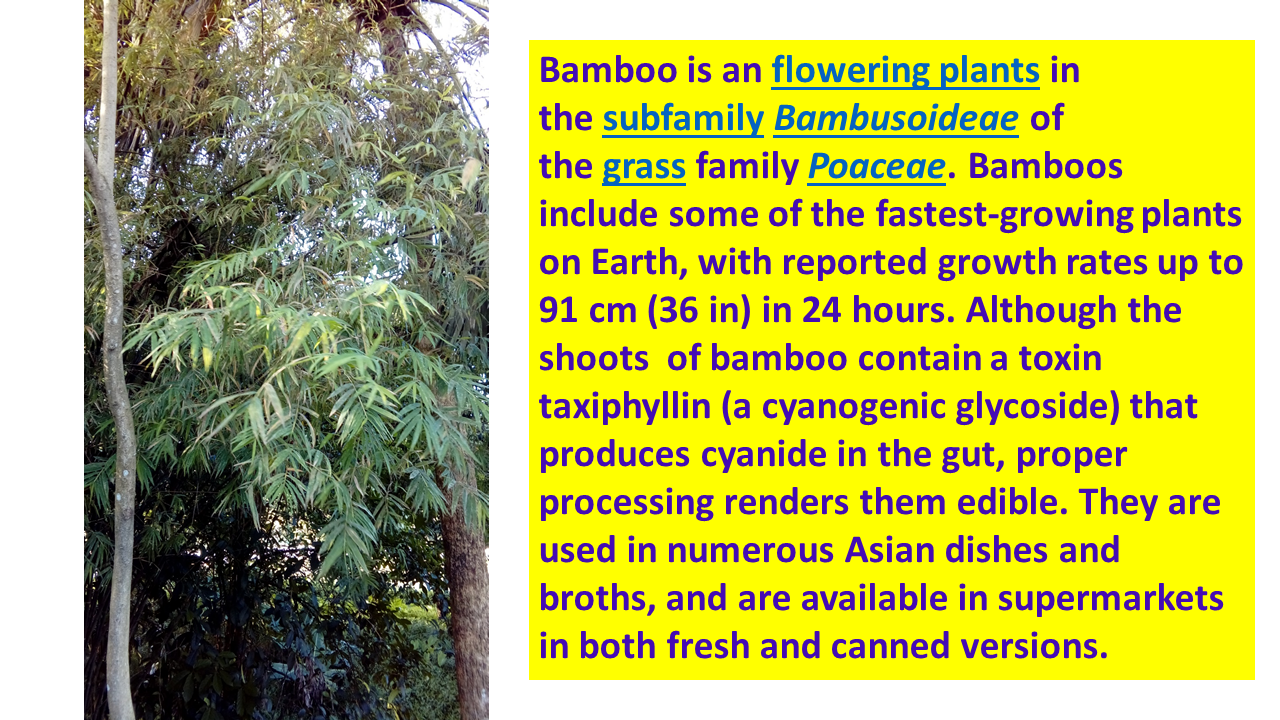 Bamboo is an flowering plants in
the subfamily Bambusoideae of
the grass family Poaceae. Bamboos
include some of the fastest-growing plants
on Earth, with reported growth rates up to
91 cm (36 in) in 24 hours. Although the
shoots  of bamboo contain a toxin
taxiphyllin (a cyanogenic glycoside) that
produces cyanide in the gut, proper
processing renders them edible. They are
used in numerous Asian dishes and
broths, and are available in supermarkets
in both fresh and canned versions.